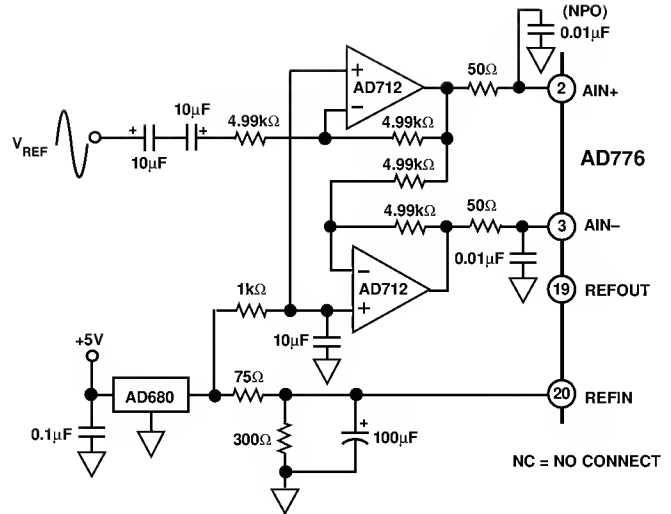 (NPO)
0.01µF
50Ω
2
AIN+
AD712
+
−
10µF
4.99kΩ
4.99kΩ
VREF
+
+
10µF
4.99kΩ
AD776
4.99kΩ
50Ω
3
AIN−
0.01µF
−
AD712
+
1kΩ
19
REFOUT
10µF
+5V
75Ω
AD680
20
REFIN
0.1µF
300Ω
+
100µF
NC = NO CONNECT